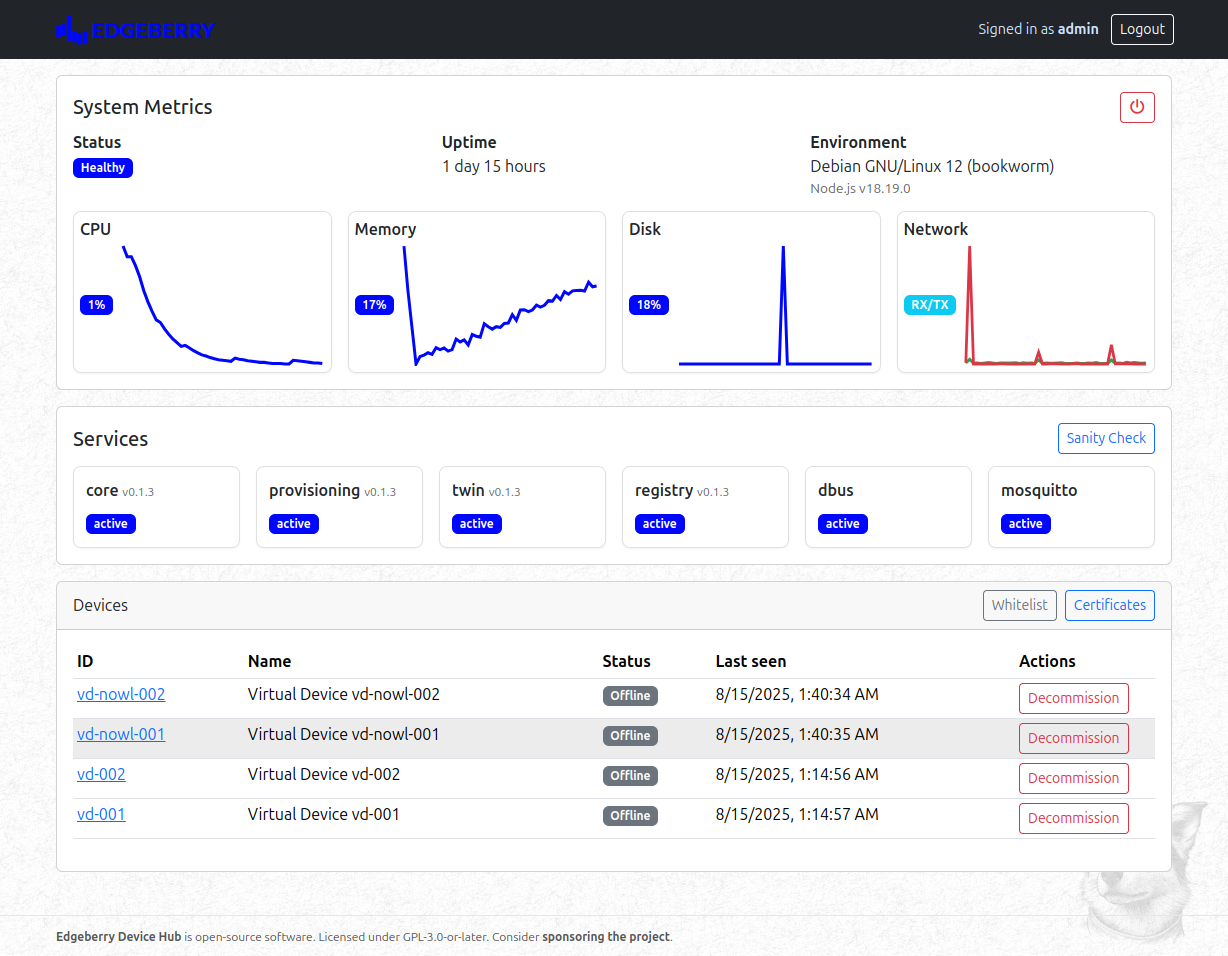 EDGEBERRY
Signed in as admin
Logout
System Metrics
Status
Healthy
Uptime
1 day 15 hours
Environment
Debian GNU/Linux 12 (bookworm)
Node.js v18.19.0
CPU
1%
Memory
17%
Disk
18%
Network
RX/TX
Services
Sanity Check
core v0.1.3
active
provisioning v0.1.3
active
twin v0.1.3
active
registry v0.1.3
active
dbus
active
mosquitto
active
Devices
Whitelist
Certificates
ID Name Status Last seen Actions
vd-nowl-002 Virtual Device vd-nowl-002 Offline 8/15/2025, 1:40:34 AM Decommission
vd-nowl-001 Virtual Device vd-nowl-001 Offline 8/15/2025, 1:40:35 AM Decommission
vd-002 Virtual Device vd-002 Offline 8/15/2025, 1:14:56 AM Decommission
vd-001 Virtual Device vd-001 Offline 8/15/2025, 1:14:57 AM Decommission
Edgeberry Device Hub is open-source software. Licensed under GPL-3.0-or-later. Consider sponsoring the project.